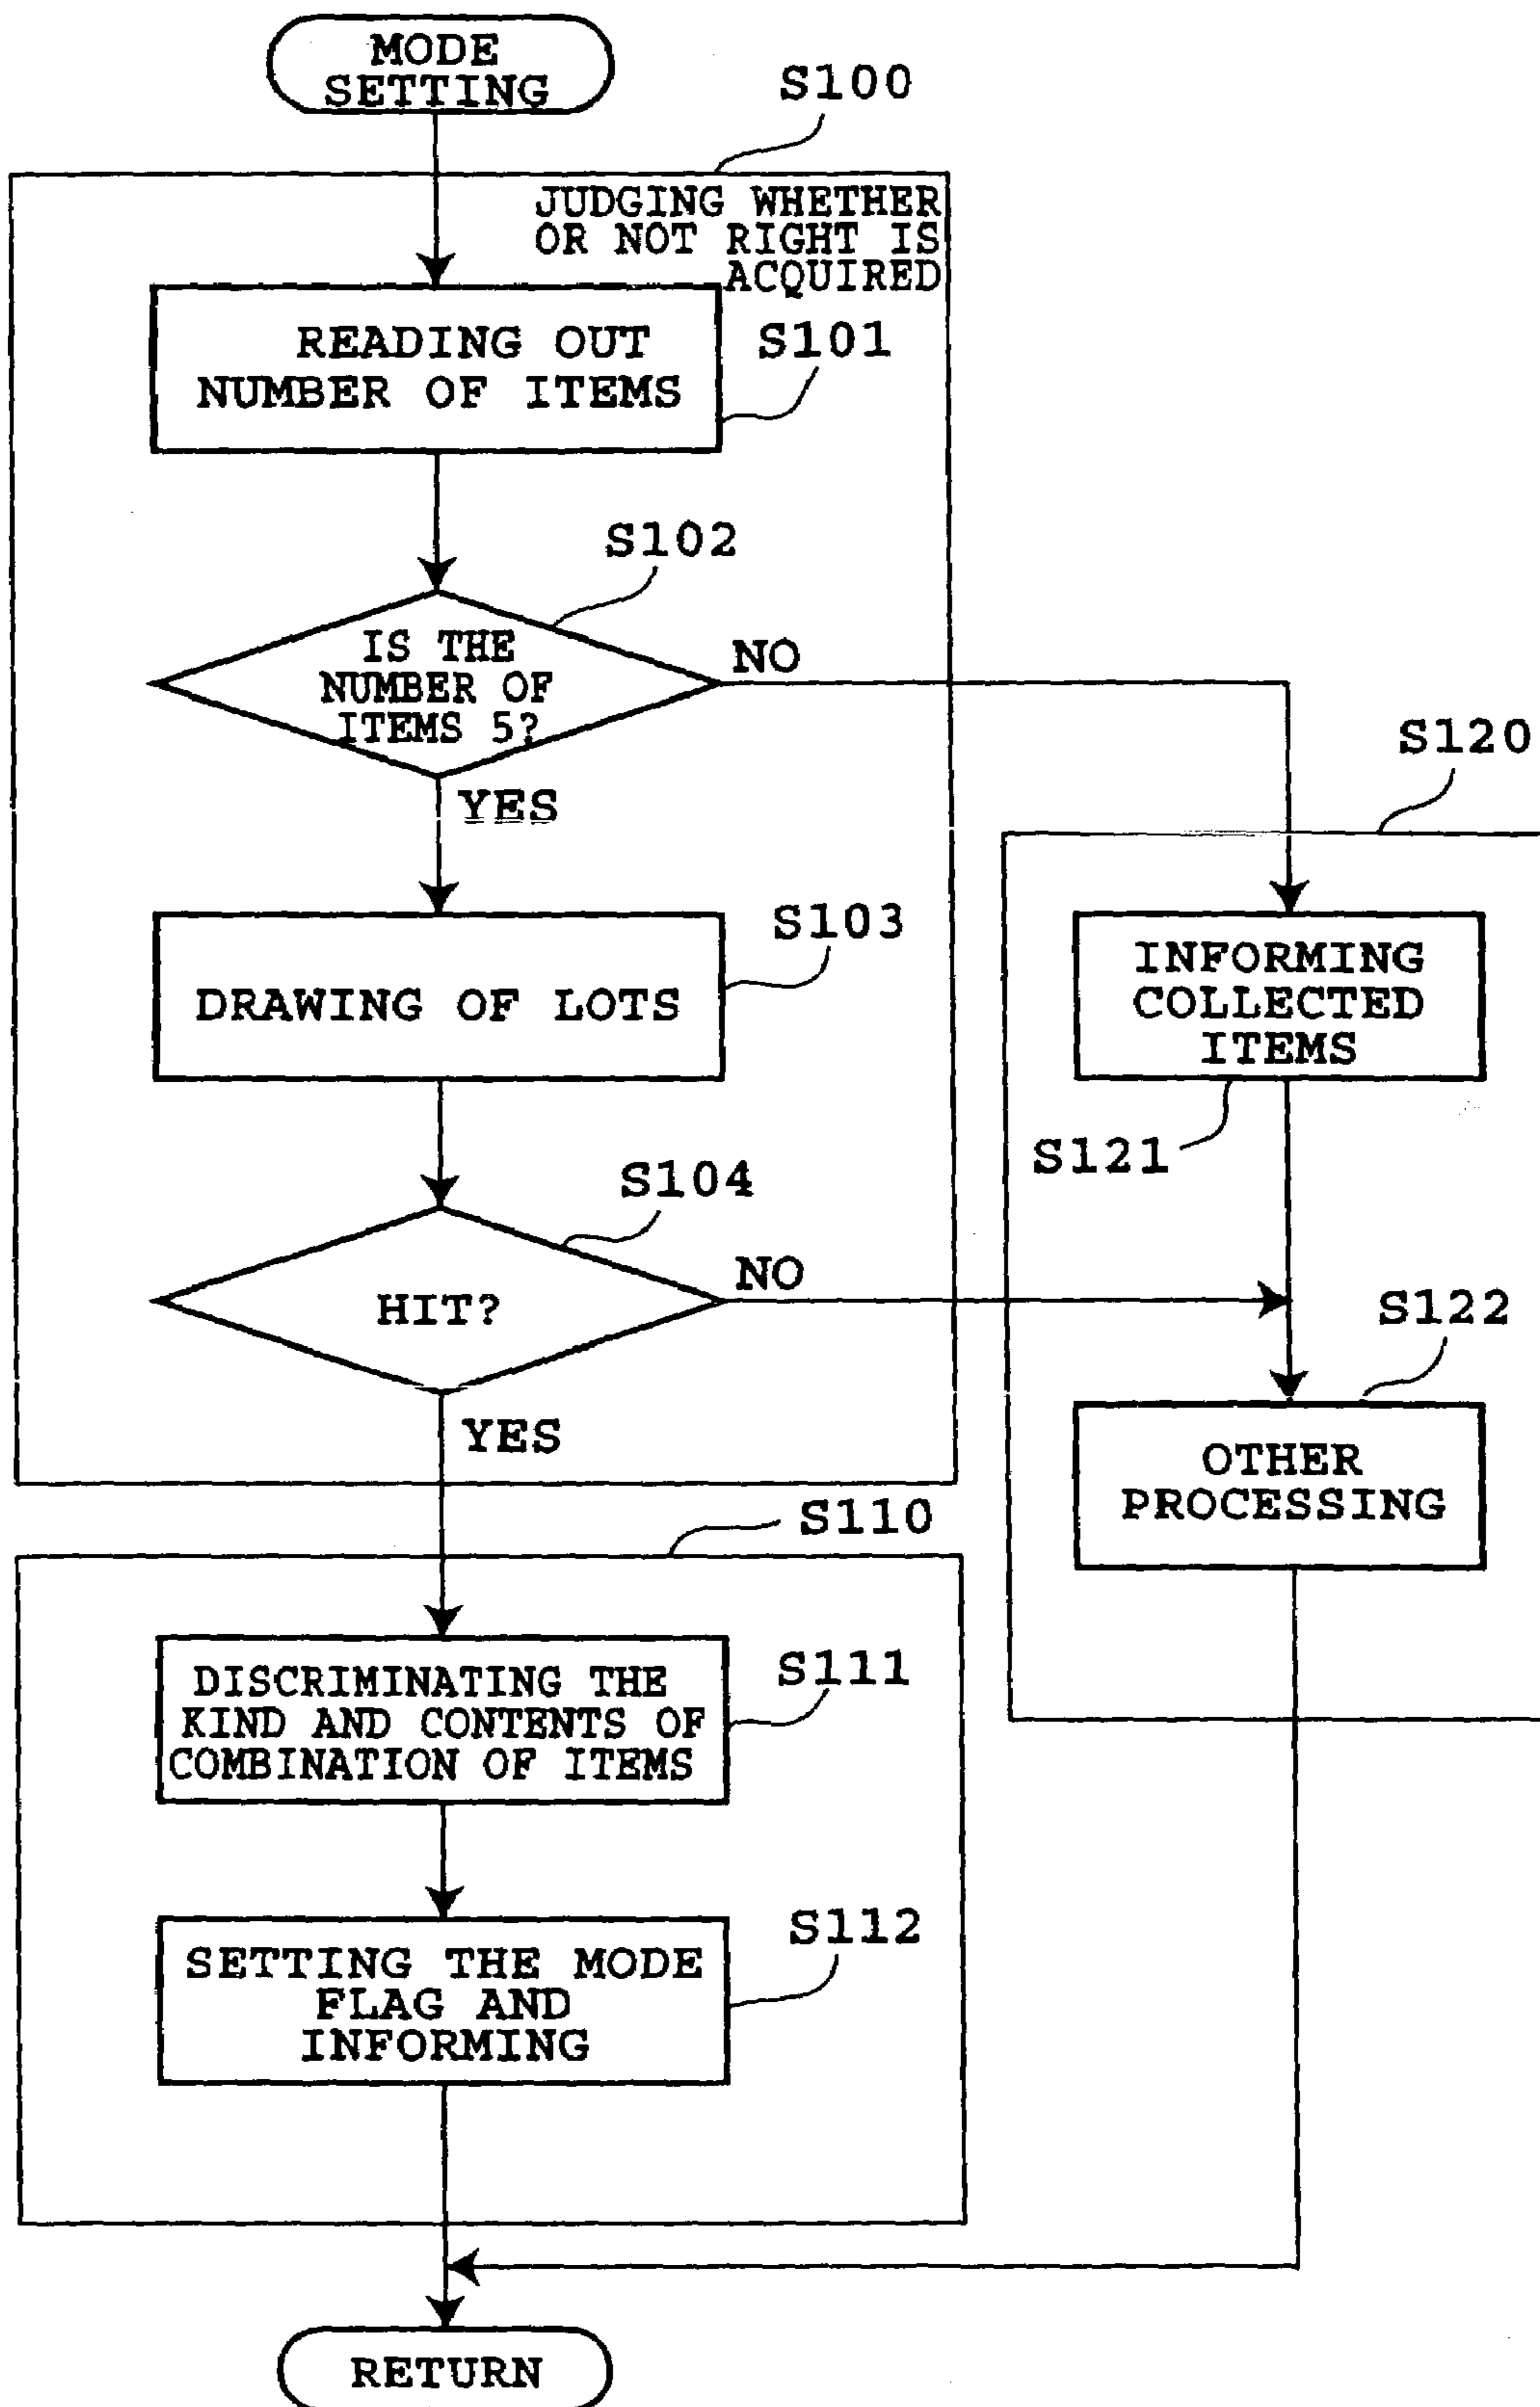 MODE
SETTING
S100
JUDGING WHETHER
OR NOT RIGHT IS
ACQUIRED
READING OUT
NUMBER OF ITEMS
S101
S102
IS THE
NUMBER OF
ITEMS 5?
NO
YES
S120
S103
DRAWING OF LOTS
INFORMING
COLLECTED
ITEMS
S121
S104
HIT?
NO
S122
YES
OTHER
PROCESSING
S110
S111
DISCRIMINATING THE
KIND AND CONTENTS OF
COMBINATION OF ITEMS
S112
SETTING THE MODE
FLAG AND
INFORMING
RETURN